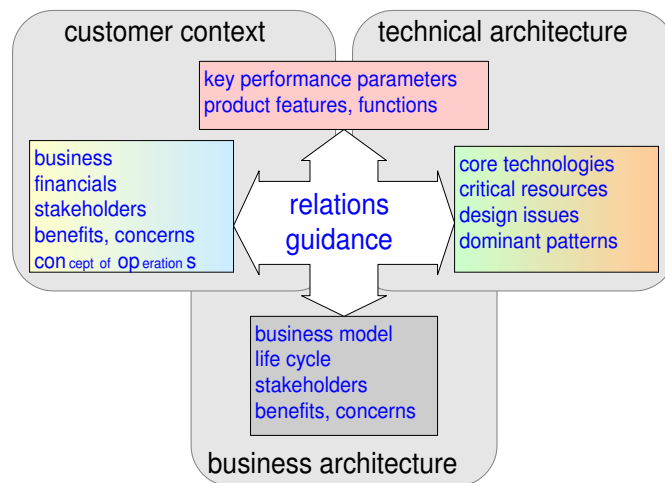 customer context
technical architecture
key performance parameters
product features, functions
business
financials
stakeholders
benefits, concerns
concept of operations
relations
guidance
core technologies
critical resources
design issues
dominant patterns
business model
life cycle
stakeholders
benefits, concerns
business architecture